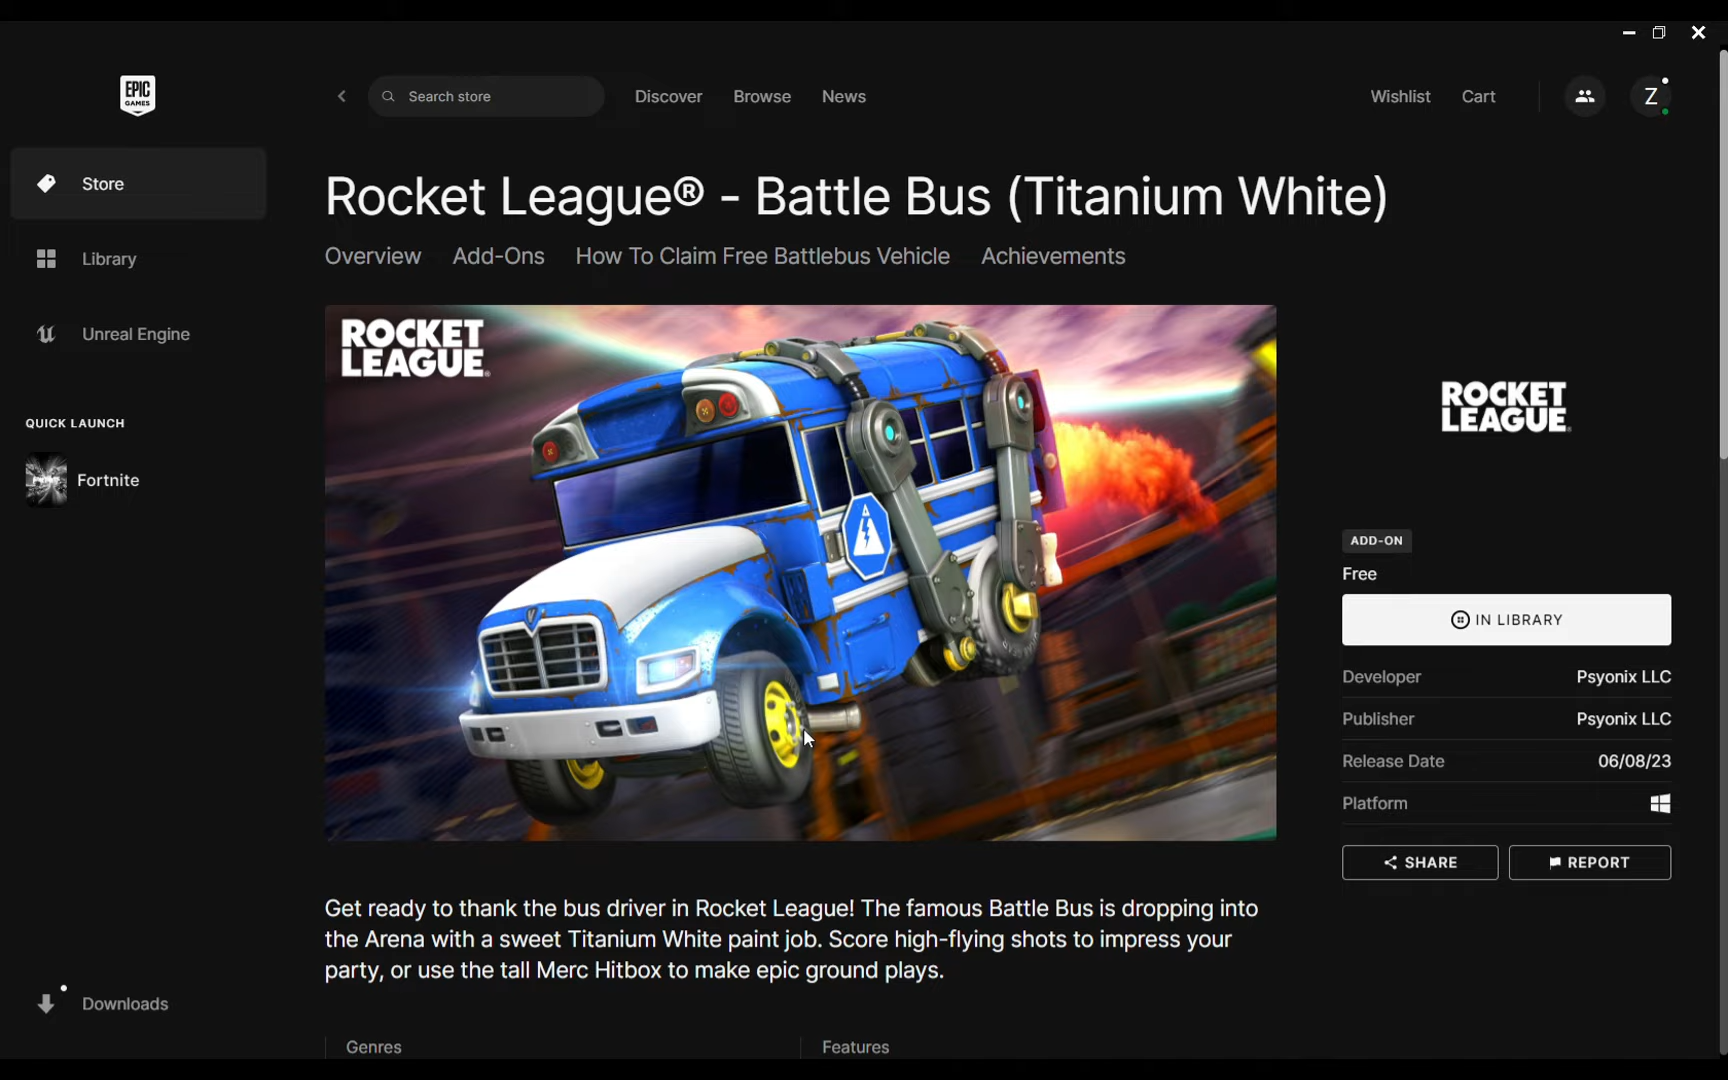 EPIC
GAMES
Search store
Discover
Browse
News
Wishlist
Cart
Z
Store
Library
Unreal Engine
QUICK LAUNCH
Fortnite
Downloads
Rocket League® - Battle Bus (Titanium White)
Overview
Add-Ons
How To Claim Free Battlebus Vehicle
Achievements
ROCKET
LEAGUE®
ROCKET
LEAGUE®
ADD-ON
Free
IN LIBRARY
Developer Psyonix LLC
Publisher Psyonix LLC
Release Date 06/08/23
Platform
SHARE
REPORT
Get ready to thank the bus driver in Rocket League! The famous Battle Bus is dropping into
the Arena with a sweet Titanium White paint job. Score high-flying shots to impress your
party, or use the tall Merc Hitbox to make epic ground plays.
Genres
Features